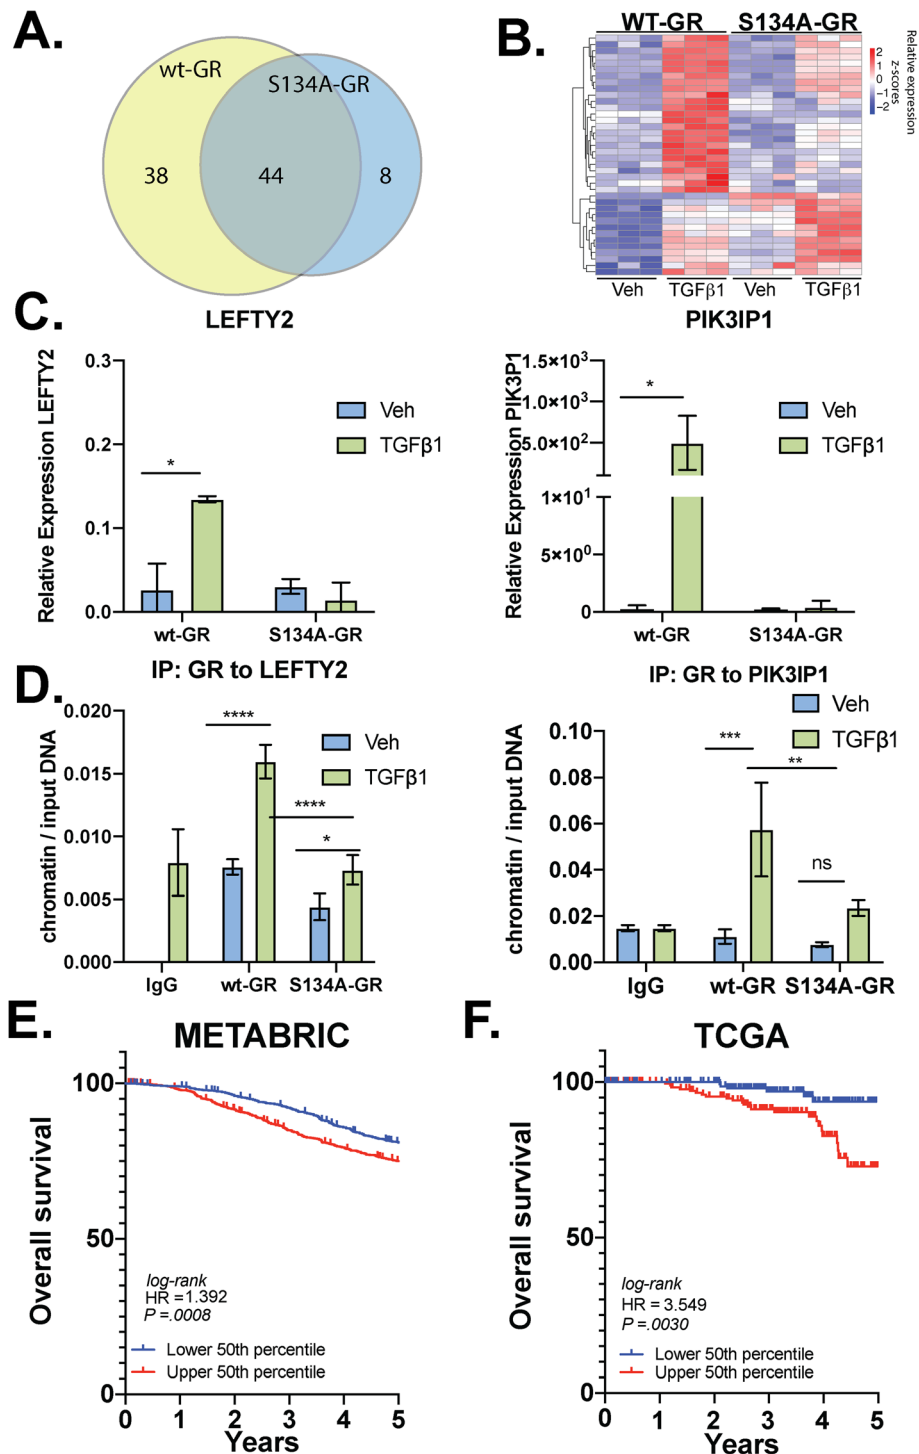 A.
wt-GR
S134A-GR
38
44
8
B.
WT-GR S134A-GR
Relative expression
z-scores
2
1
0
−1
−2
Veh TGFβ1 Veh TGFβ1
C.
LEFTY2
Relative Expression LEFTY2
0.3
0.2
0.1
0.0
*
Veh
TGFβ1
wt-GR S134A-GR
PIK3IP1
Relative Expression PIK3P1
1.5×10³
1.0×10³
5.0×10²
1×10¹
5×10⁰
0
*
Veh
TGFβ1
wt-GR S134A-GR
D.
IP: GR to LEFTY2
chromatin / input DNA
0.020
0.015
0.010
0.005
0.000
****
****
*
Veh
TGFβ1
IgG wt-GR S134A-GR
IP: GR to PIK3IP1
chromatin / input DNA
0.10
0.08
0.06
0.04
0.02
0.00
***
**
ns
Veh
TGFβ1
IgG wt-GR S134A-GR
E.
METABRIC
Overall survival
100
50
0
log-rank
HR =1.392
P =.0008
Lower 50th percentile
Upper 50th percentile
0 1 2 3 4 5
Years
F.
TCGA
Overall survival
100
50
0
log-rank
HR = 3.549
P =.0030
Lower 50th percentile
Upper 50th percentile
0 1 2 3 4 5
Years